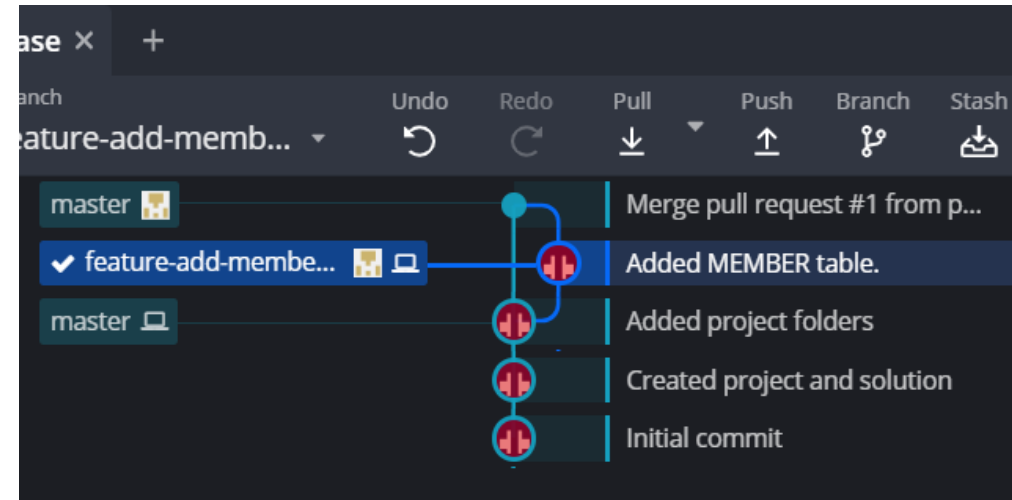 ase × +
anch Undo Redo Pull Push Branch Stash
eature-add-memb...
master Merge pull request #1 from p...
feature-add-membe... Added MEMBER table.
master Added project folders
Created project and solution
Initial commit